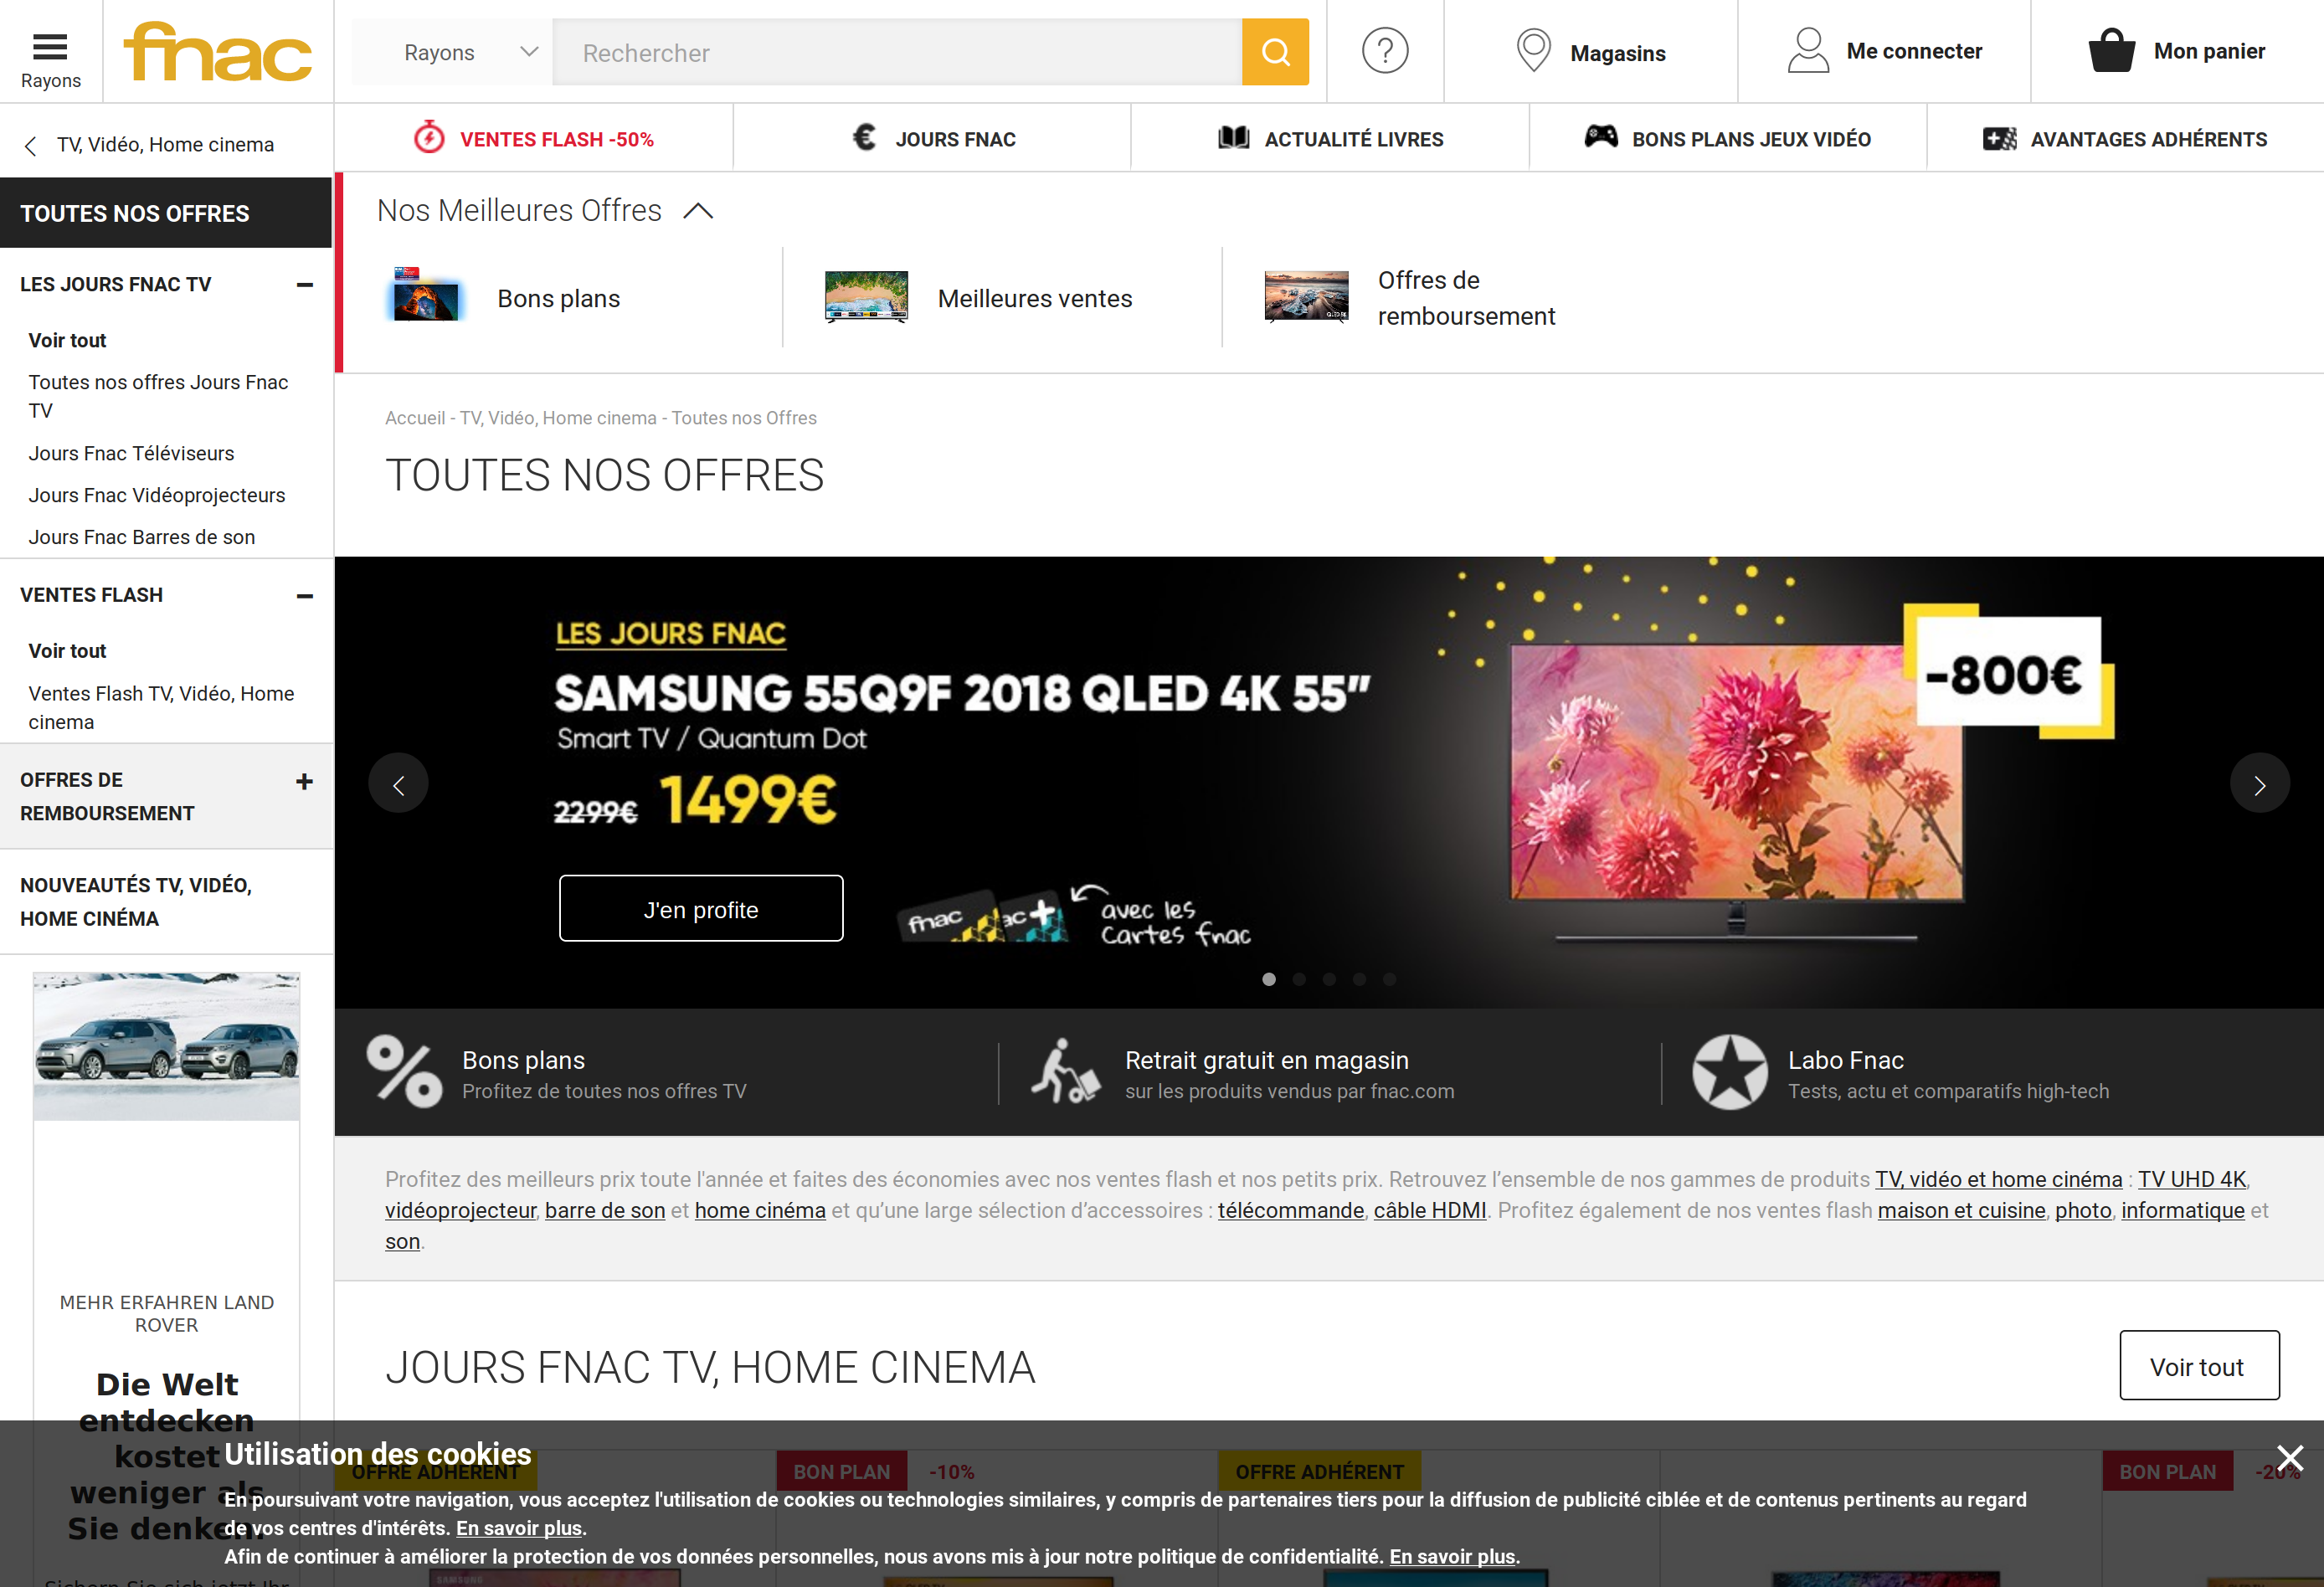 Rayons
fnac
Rayons
Rechercher
?
Magasins
Me connecter
Mon panier
TV, Vidéo, Home cinema
VENTES FLASH -50%
JOURS FNAC
ACTUALITÉ LIVRES
BONS PLANS JEUX VIDÉO
AVANTAGES ADHÉRENTS
TOUTES NOS OFFRES
LES JOURS FNAC TV
Voir tout
Toutes nos offres Jours Fnac
TV
Jours Fnac Téléviseurs
Jours Fnac Vidéoprojecteurs
Jours Fnac Barres de son
VENTES FLASH
Voir tout
Ventes Flash TV, Vidéo, Home
cinema
OFFRES DE
REMBOURSEMENT
NOUVEAUTÉS TV, VIDÉO,
HOME CINÉMA
MEHR ERFAHREN LAND
ROVER
Die Welt
entdecken
kostet
weniger als
Sie denken.
Nos Meilleures Offres
Bons plans
Meilleures ventes
Offres de
remboursement
Accueil - TV, Vidéo, Home cinema - Toutes nos Offres
TOUTES NOS OFFRES
LES JOURS FNAC
SAMSUNG 55Q9F 2018 QLED 4K 55"
Smart TV / Quantum Dot
2299€ 1499€
-800€
J'en profite
fnac
avec les
cartes fnac
Bons plans
Profitez de toutes nos offres TV
Retrait gratuit en magasin
sur les produits vendus par fnac.com
Labo Fnac
Tests, actu et comparatifs high-tech
Profitez des meilleurs prix toute l'année et faites des économies avec nos ventes flash et nos petits prix. Retrouvez l’ensemble de nos gammes de produits TV, vidéo et home cinéma : TV UHD 4K,
vidéoprojecteur, barre de son et home cinéma et qu’une large sélection d’accessoires : télécommande, câble HDMI. Profitez également de nos ventes flash maison et cuisine, photo, informatique et
son.
JOURS FNAC TV, HOME CINEMA
Voir tout
OFFRE ADHÉRENT
BON PLAN -10%
OFFRE ADHÉRENT
BON PLAN -20%
SAMSUNG
Utilisation des cookies
En poursuivant votre navigation, vous acceptez l'utilisation de cookies ou technologies similaires, y compris de partenaires tiers pour la diffusion de publicité ciblée et de contenus pertinents au regard
de vos centres d'intérêts. En savoir plus.
Afin de continuer à améliorer la protection de vos données personnelles, nous avons mis à jour notre politique de confidentialité. En savoir plus.